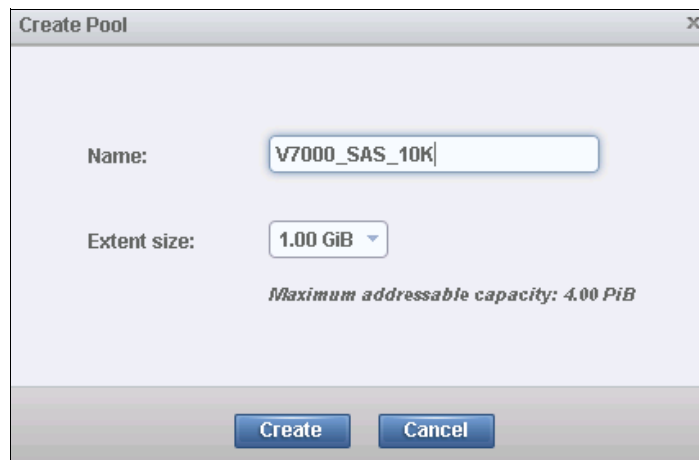 Create Pool
Name: V7000_SAS_10K
Extent size: 1.00 GiB
Maximum addressable capacity: 4.00 PiB
Create Cancel